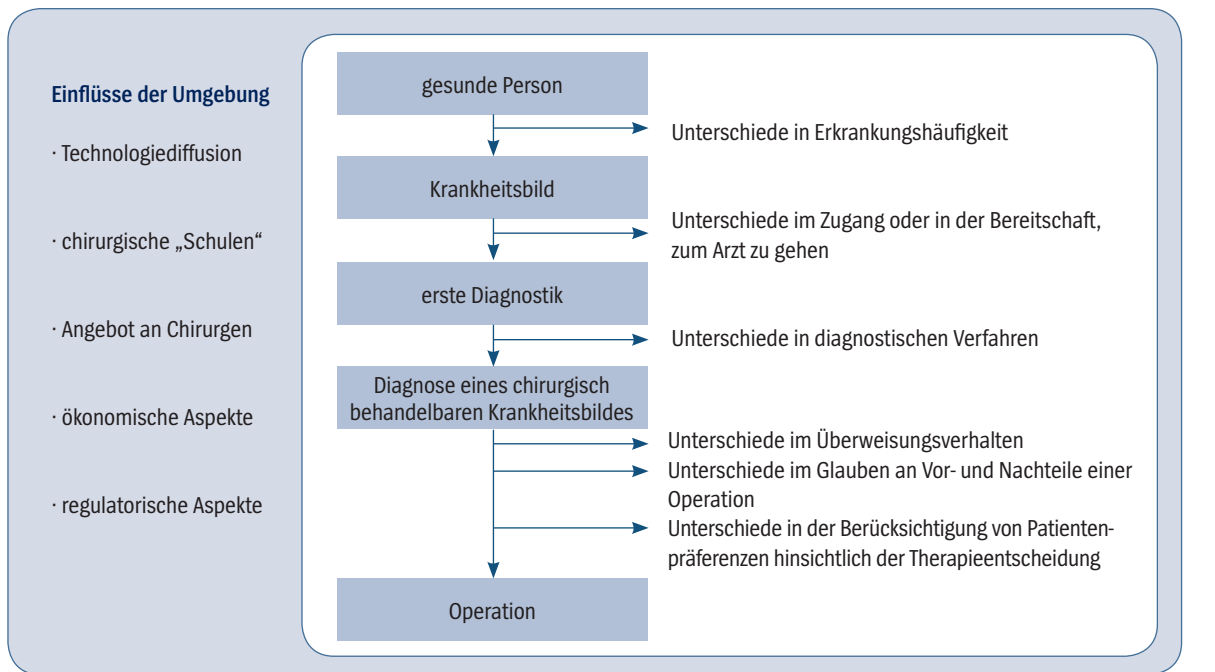 Einflüsse der Umgebung
· Technologiediffusion
· chirurgische „Schulen“
· Angebot an Chirurgen
· ökonomische Aspekte
· regulatorische Aspekte
gesunde Person
Unterschiede in Erkrankungshäufigkeit
Krankheitsbild
Unterschiede im Zugang oder in der Bereitschaft,
zum Arzt zu gehen
erste Diagnostik
Unterschiede in diagnostischen Verfahren
Diagnose eines chirurgisch
behandelbaren Krankheitsbildes
Unterschiede im Überweisungsverhalten
Unterschiede im Glauben an Vor- und Nachteile einer
Operation
Unterschiede in der Berücksichtigung von Patienten-
präferenzen hinsichtlich der Therapieentscheidung
Operation